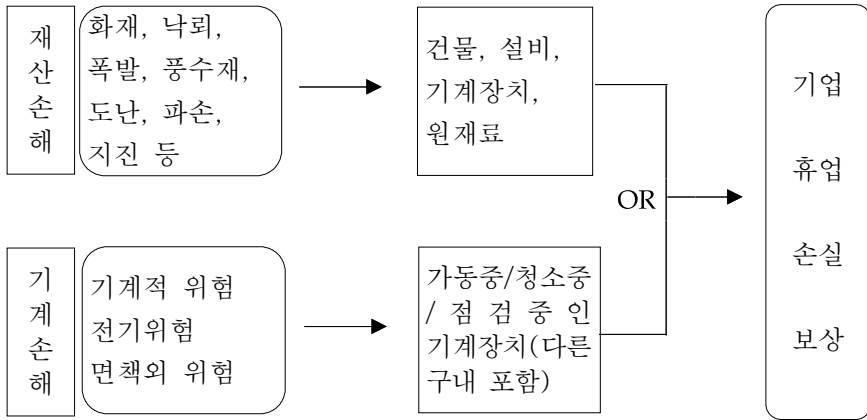 재
산
손
해
화재, 낙뢰,
폭발, 풍수재,
도난, 파손,
지진 등
건물, 설비,
기계장치,
원재료
기
계
손
해
기계적 위험
전기위험
면책외 위험
가동중/청소중
/ 점 검 중 인
기계장치(다른
구내 포함)
OR
기업
휴업
손실
보상